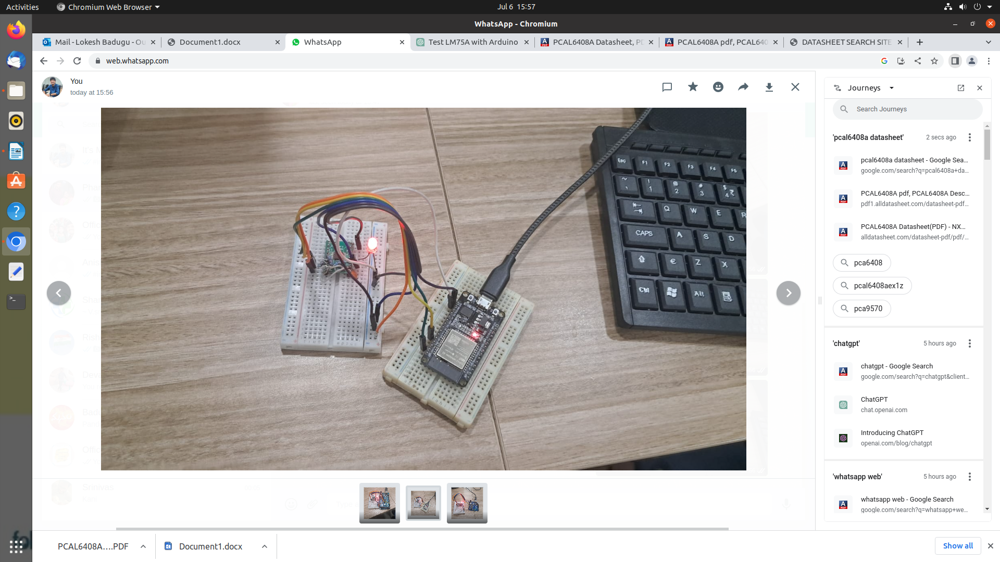 Activities
Chromium Web Browser
Jul 6 15:57
WhatsApp - Chromium
Mail - Lokesh Badugu - Ou
Document1.docx
WhatsApp
Test LM75A with Arduino
PCAL6408A Datasheet, PD
PCAL6408A pdf, PCAL640
DATASHEET SEARCH SITE
web.whatsapp.com
You
today at 15:56
Journeys
Search Journeys
'pcal6408a datasheet'
2 secs ago
pcal6408a datasheet - Google Sea...
google.com/search?q=pcal6408a+da...
PCAL6408A pdf, PCAL6408A Desc...
pdf1.alldatasheet.com/datasheet-pdf...
PCAL6408A Datasheet(PDF) - NX...
alldatasheet.com/datasheet-pdf/pdf/...
pca6408
pcal6408aex1z
pca9570
'chatgpt'
5 hours ago
chatgpt - Google Search
google.com/search?q=chatgpt&client...
ChatGPT
chat.openai.com
Introducing ChatGPT
openai.com/blog/chatgpt
'whatsapp web'
5 hours ago
whatsapp web - Google Search
google.com/search?q=whatsapp+we...
Esc F1 F2 F3 F4 F5
~ ! 1 @ 2 # 3 $ 4 ₹
Q W E R
CAPS A S D
€ Z X
Ctrl Alt
Srinivas
PCAL6408A....PDF
Document1.docx
Show all